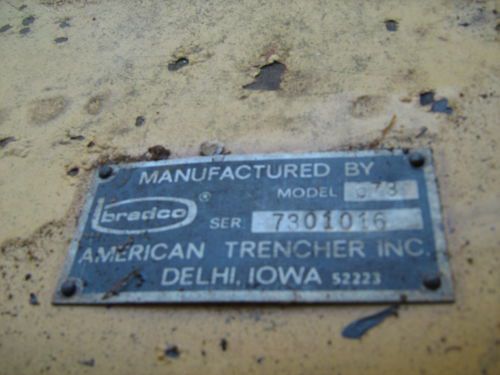 MANUFACTURED BY
MODEL
bradco ®
SER. 7301016
AMERICAN TRENCHER INC.
DELHI, IOWA 52223